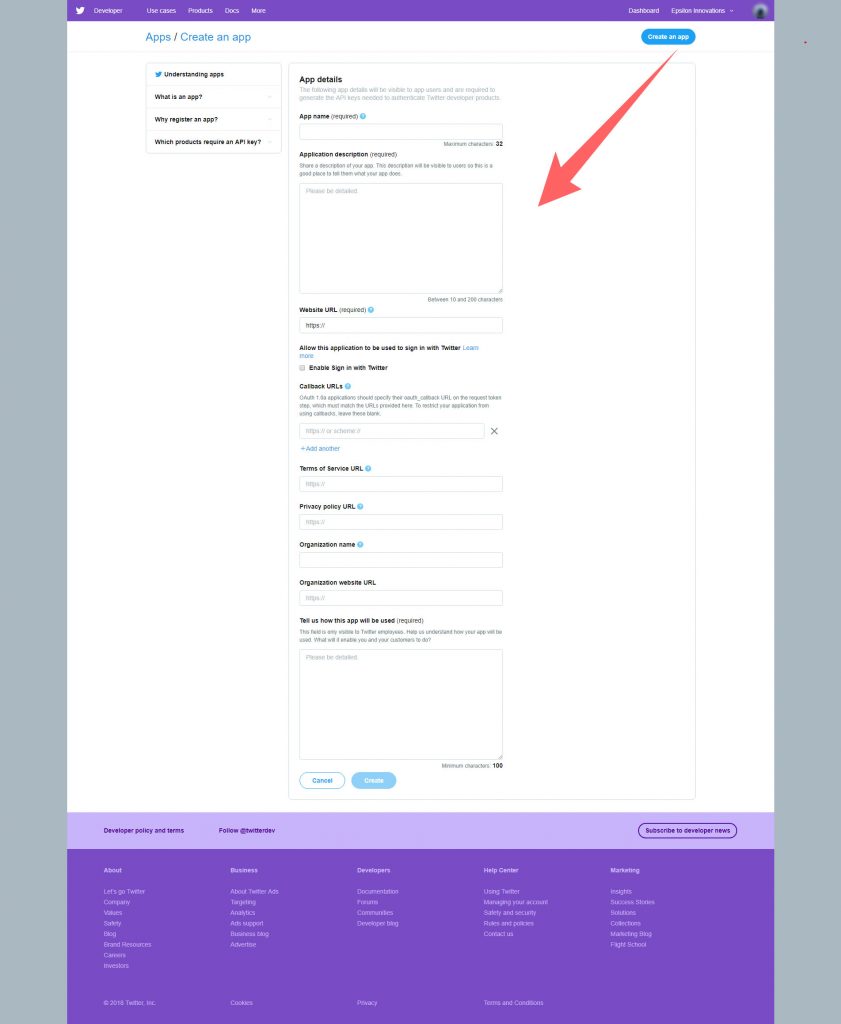 Developer Use cases Products Docs More Dashboard Epsilon Innovations
Apps / Create an app
Create an app
Understanding apps
What is an app?
Why register an app?
Which products require an API key?
App details
The following app details will be visible to app users and are required to
generate the API keys needed to authenticate Twitter developer products.
App name (required) ?
Maximum characters: 32
Application description (required)
Share a description of your app. This description will be visible to users so this is a
good place to tell them what your app does.
Please be detailed.
Between 10 and 200 characters
Website URL (required) ?
https://
Allow this application to be used to sign in with Twitter Learn
more
Enable Sign in with Twitter
Callback URLs ?
OAuth 1.0a applications should specify their oauth_callback URL on the request token
step, which must match the URLs provided here. To restrict your application from
using callbacks, leave these blank.
https:// or scheme://
+ Add another
Terms of Service URL ?
https://
Privacy policy URL ?
https://
Organization name ?
Organization website URL
https://
Tell us how this app will be used (required)
This field is only visible to Twitter employees. Help us understand how your app will be
used. What will it enable you and your customers to do?
Please be detailed.
Minimum characters: 100
Cancel Create
Developer policy and terms Follow @twitterdev Subscribe to developer news
About Business Developers Help Center Marketing
Let's go Twitter About Twitter Ads Documentation Using Twitter Insights
Company Targeting Forums Managing your account Success Stories
Values Analytics Communities Safety and security Solutions
Safety Ads support Developer blog Rules and policies Collections
Blog Business blog Contact us Marketing Blog
Brand Resources Advertise Flight School
Careers
Investors
© 2018 Twitter, Inc. Cookies Privacy Terms and Conditions